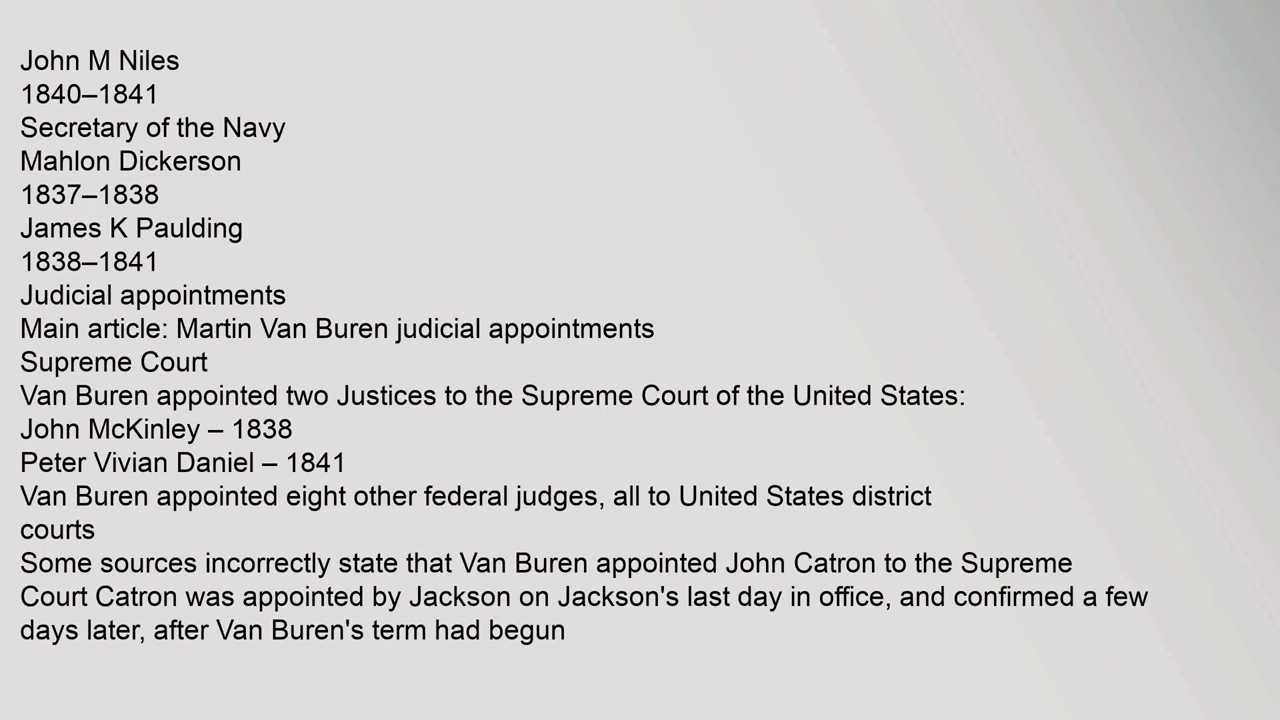 John M Niles
1840–1841
Secretary of the Navy
Mahlon Dickerson
1837–1838
James K Paulding
1838–1841
Judicial appointments
Main article: Martin Van Buren judicial appointments
Supreme Court
Van Buren appointed two Justices to the Supreme Court of the United States:
John McKinley – 1838
Peter Vivian Daniel – 1841
Van Buren appointed eight other federal judges, all to United States district
courts
Some sources incorrectly state that Van Buren appointed John Catron to the Supreme
Court Catron was appointed by Jackson on Jackson's last day in office, and confirmed a few
days later, after Van Buren's term had begun